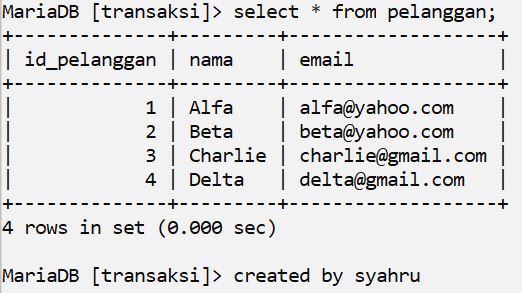 MariaDB [transaksi]> select * from pelanggan;
+--------------+---------+-------------------+
| id_pelanggan | nama    | email             |
+--------------+---------+-------------------+
|            1 | Alfa    | alfa@yahoo.com    |
|            2 | Beta    | beta@yahoo.com    |
|            3 | Charlie | charlie@gmail.com |
|            4 | Delta   | delta@gmail.com   |
+--------------+---------+-------------------+
4 rows in set (0.000 sec)
MariaDB [transaksi]> created by syahru